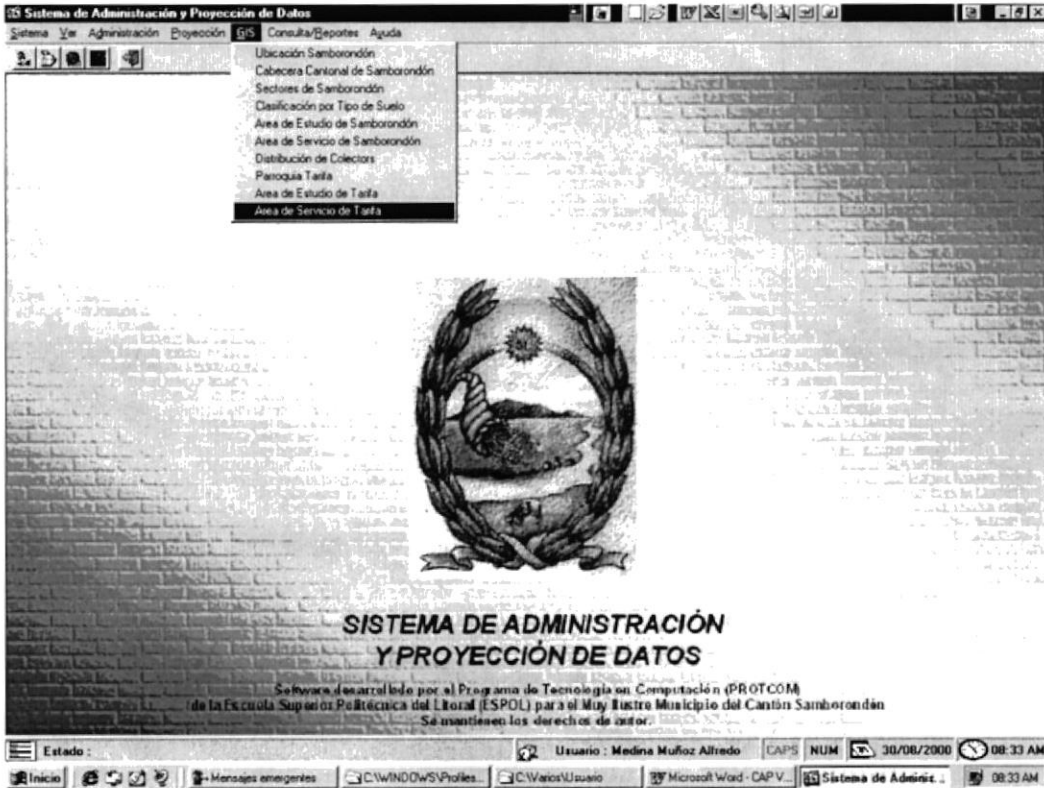 Sistema de Administración y Proyección de Datos
Sistema Ver Administración Proyección GIS Consulta/Reportes Ayuda
Ubicación Samborondón
Cabecera Cantonal de Samborondón
Sectores de Samborondón
Clasificación por Tipo de Suelo
Area de Estudio de Samborondón
Area de Servicio de Samborondón
Distribución de Colectors
Parroquia Tarifa
Area de Estudio de Tarifa
Area de Servicio de Tarifa
SISTEMA DE ADMINISTRACIÓN
Y PROYECCIÓN DE DATOS
Software desarrollado por el Programa de Tecnología en Computación (PROTCOM)
de la Escuela Superior Politécnica del Litoral (ESPOL) para el Muy Ilustre Municipio del Cantón Samborondón
Se mantienen los derechos de autor.
Estado : Usuario : Medina Muñoz Alfredo CAPS NUM 30/08/2000 08:33 AM
Inicio Mensajes emergentes C:\WINDOWS\Profiles... C:\Varios\Usuario Microsoft Word - CAP V... Sistema de Adminis... 08:33 AM